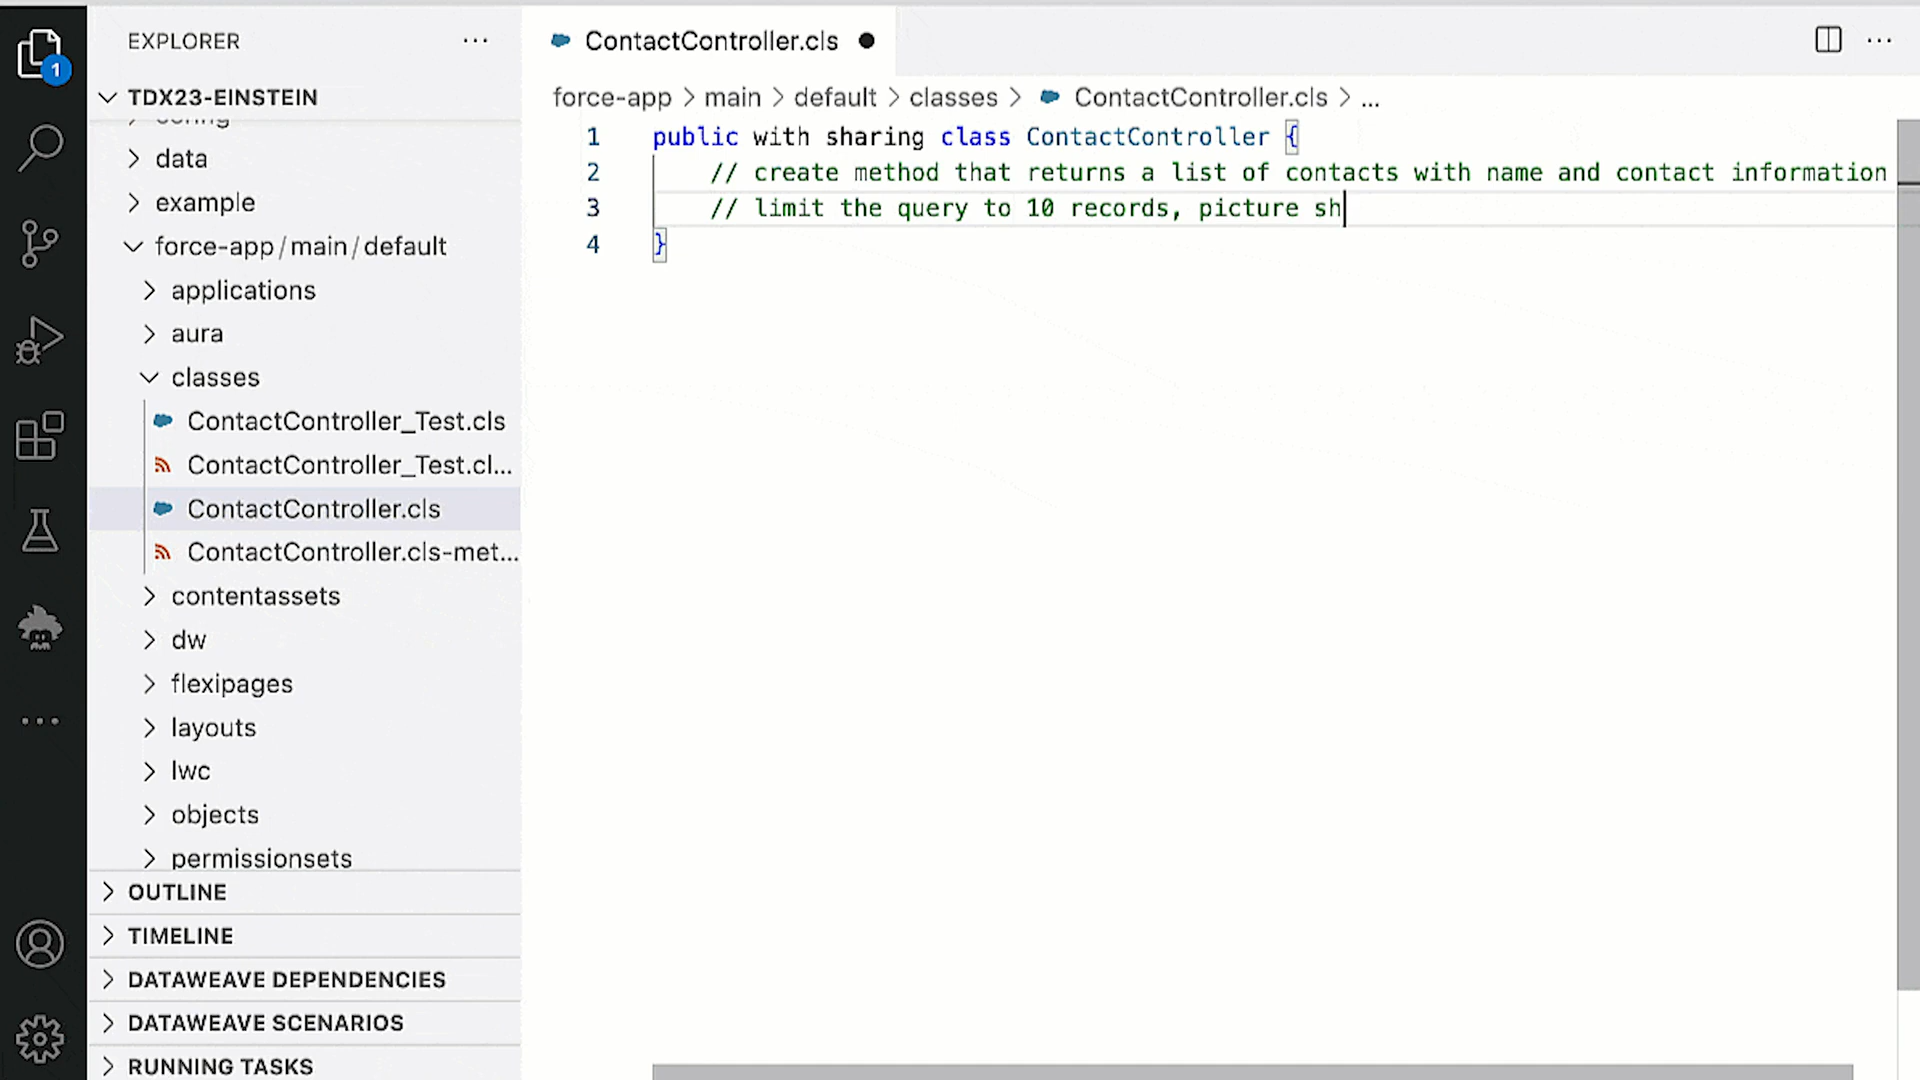 EXPLORER
...
1
TDX23-EINSTEIN
data
example
force-app/main/default
applications
aura
classes
ContactController_Test.cls
ContactController_Test.cl...
ContactController.cls
ContactController.cls-met...
contentassets
dw
flexipages
layouts
lwc
objects
permissionsets
OUTLINE
TIMELINE
DATAWEAVE DEPENDENCIES
DATAWEAVE SCENARIOS
RUNNING TASKS
ContactController.cls
force-app > main > default > classes > ContactController.cls > ...
1 public with sharing class ContactController {
2 // create method that returns a list of contacts with name and contact information
3 // limit the query to 10 records, picture sh
4 }